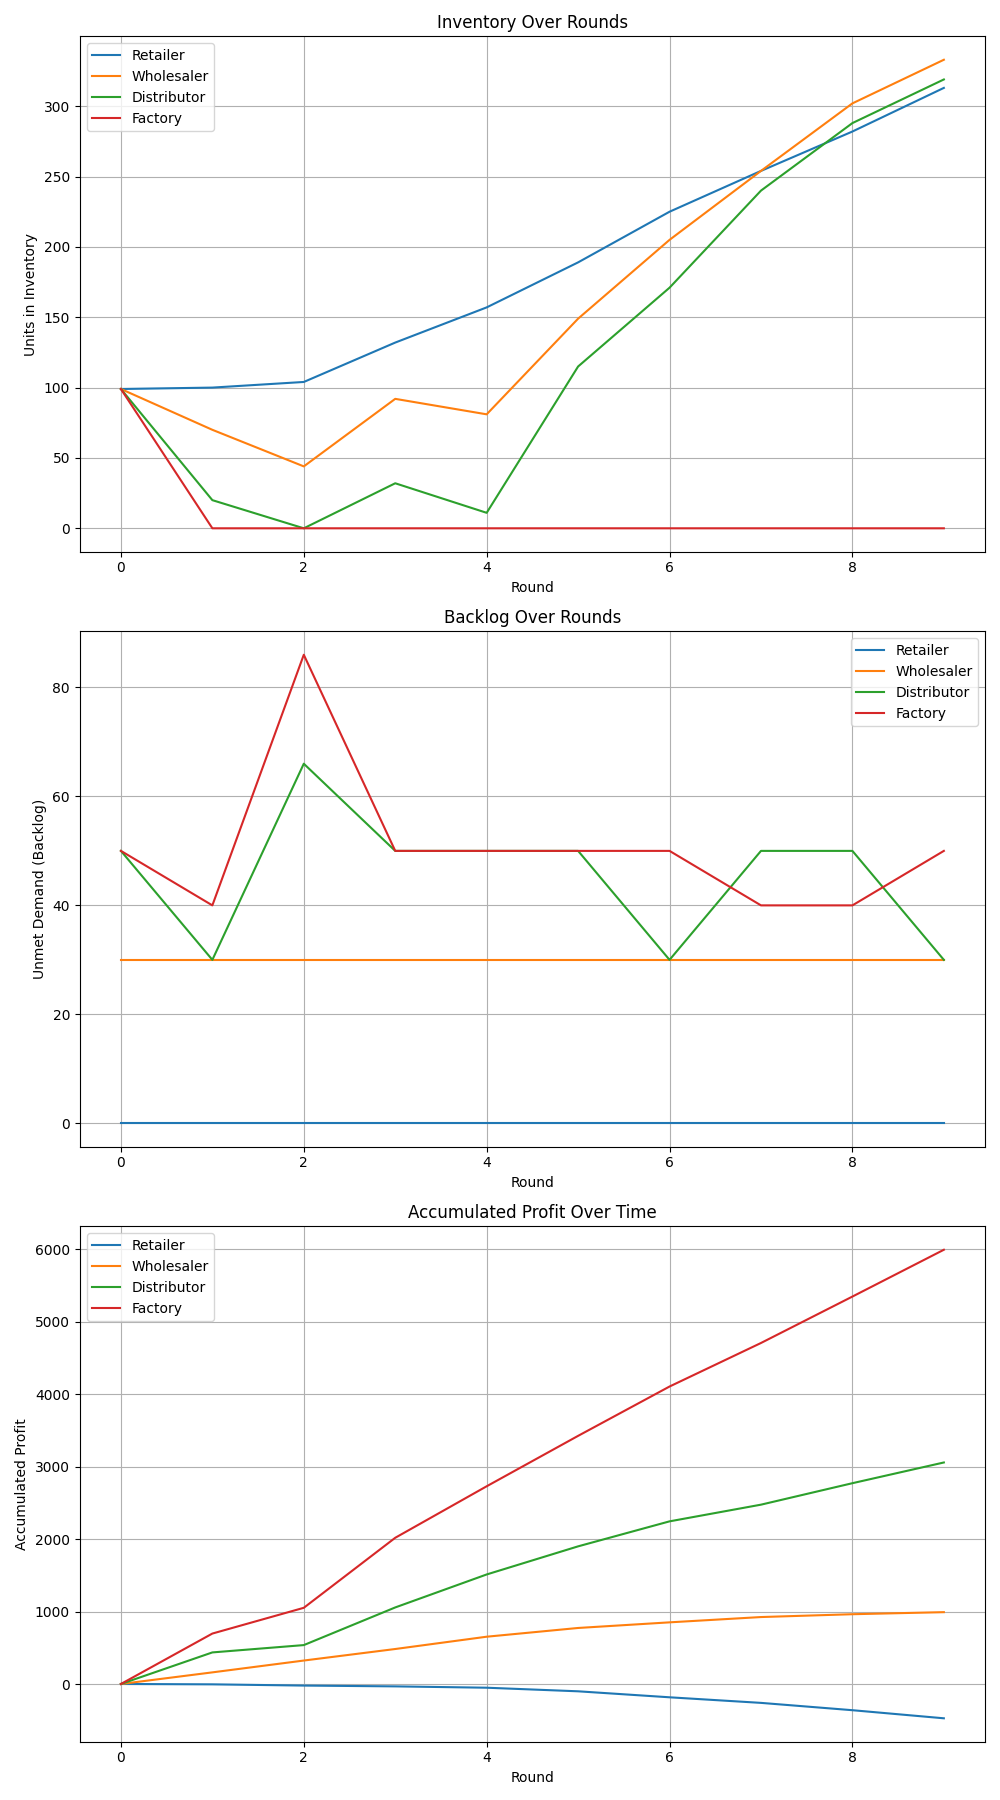 Inventory Over Rounds
Retailer
Wholesaler
Distributor
Factory
Units in Inventory
300
250
200
150
100
50
0
0 2 4 6 8
Round
Backlog Over Rounds
Retailer
Wholesaler
Distributor
Factory
Unmet Demand (Backlog)
80
60
40
20
0
0 2 4 6 8
Round
Accumulated Profit Over Time
Retailer
Wholesaler
Distributor
Factory
Accumulated Profit
6000
5000
4000
3000
2000
1000
0
0 2 4 6 8
Round